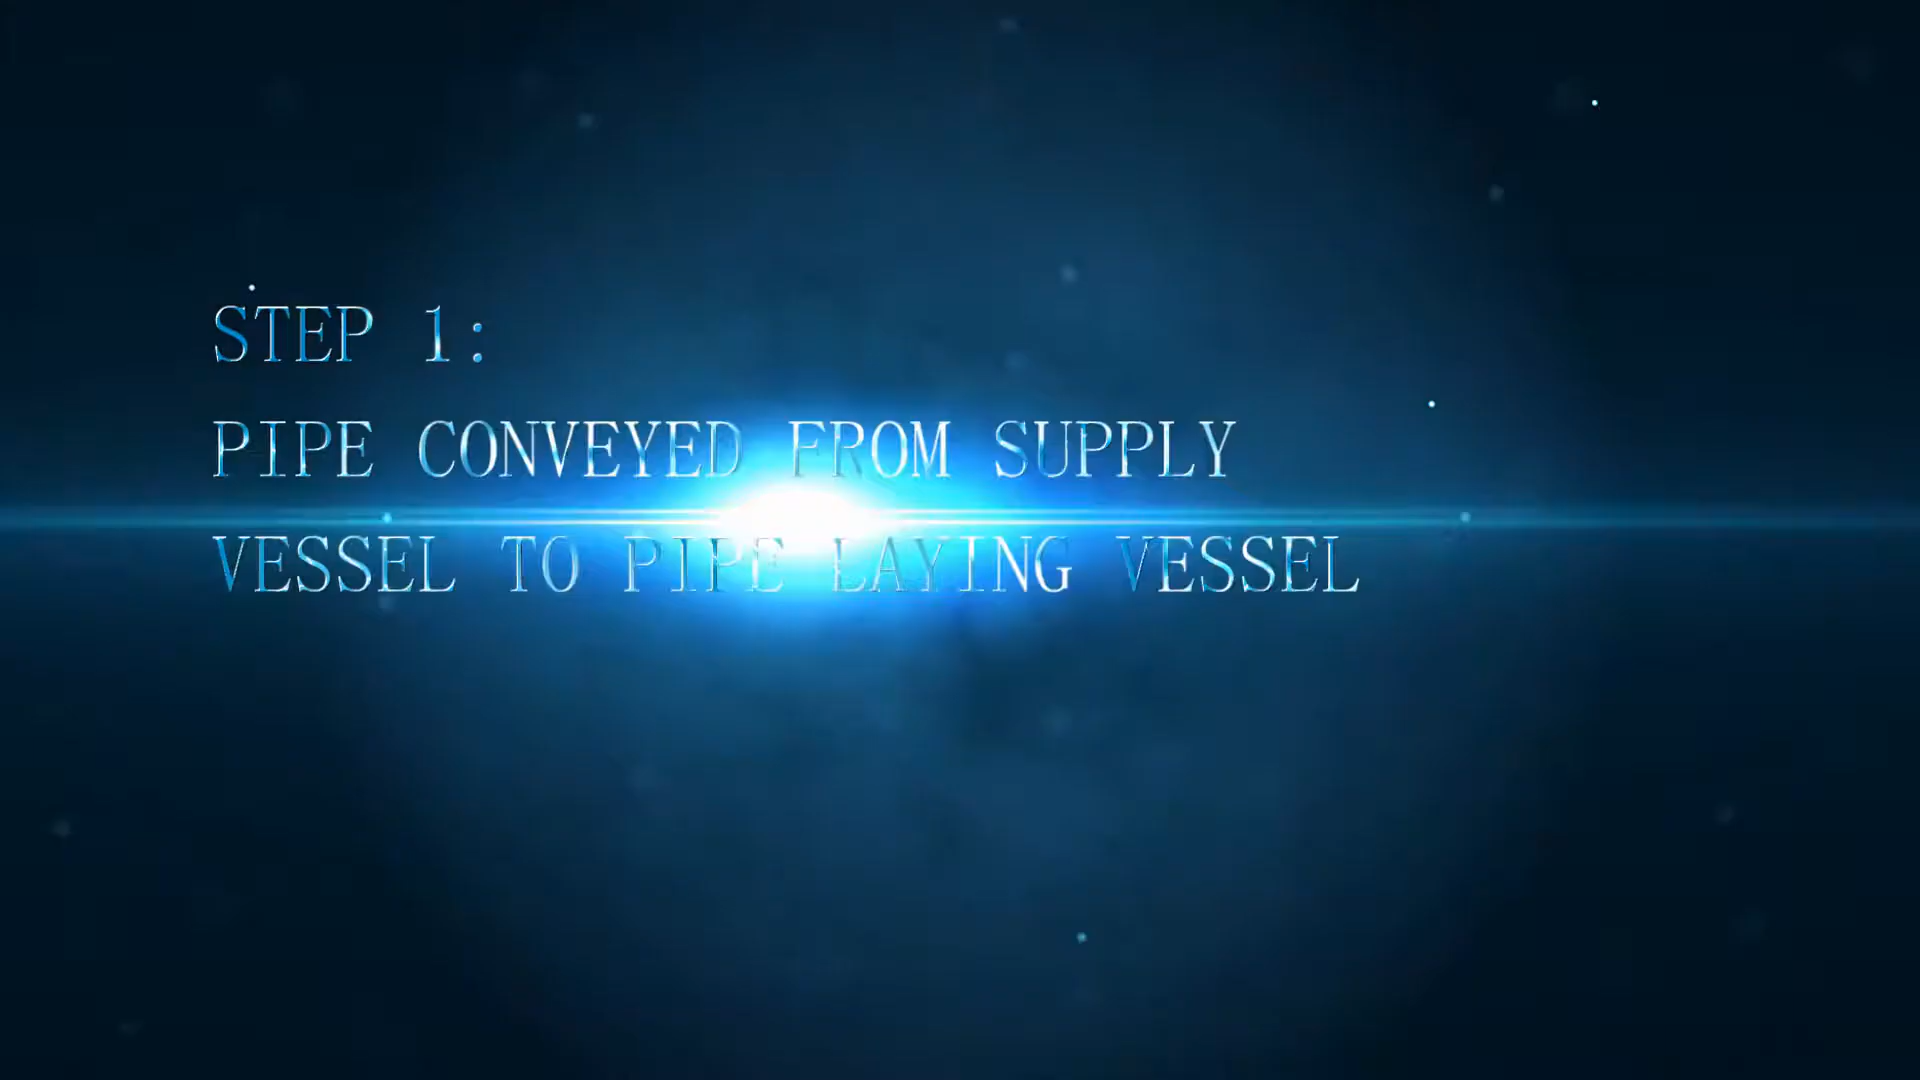 STEP 1:
PIPE CONVEYED FROM SUPPLY
VESSEL TO PIPE LAYING VESSEL